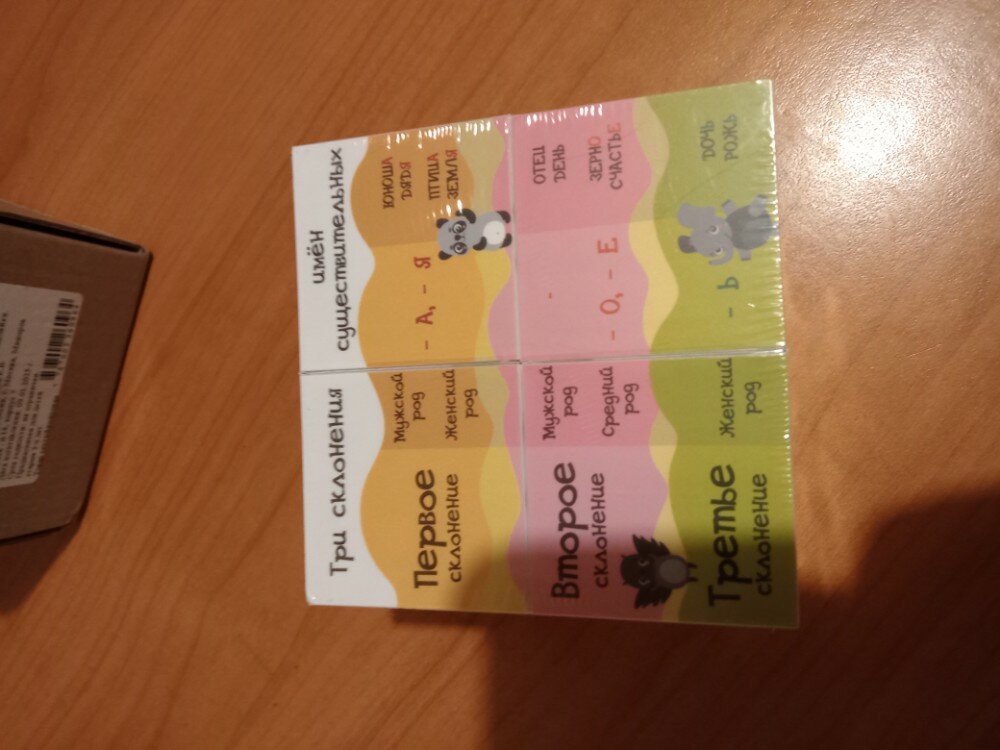 Три склонения имён
существительных
Первое
склонение
Мужской
род
Женский
род
- А, - Я
ЮНОША
ДЯДЯ
ПТИЦА
ЗЕМЛЯ
Второе
склонение
Мужской
род
Средний
род
-
- О, - Е
ОТЕЦ
ДЕНЬ
ЗЕРНО
СЧАСТЬЕ
Третье
склонение
Женский
род
- Ь
ДОЧЬ
РОЖЬ